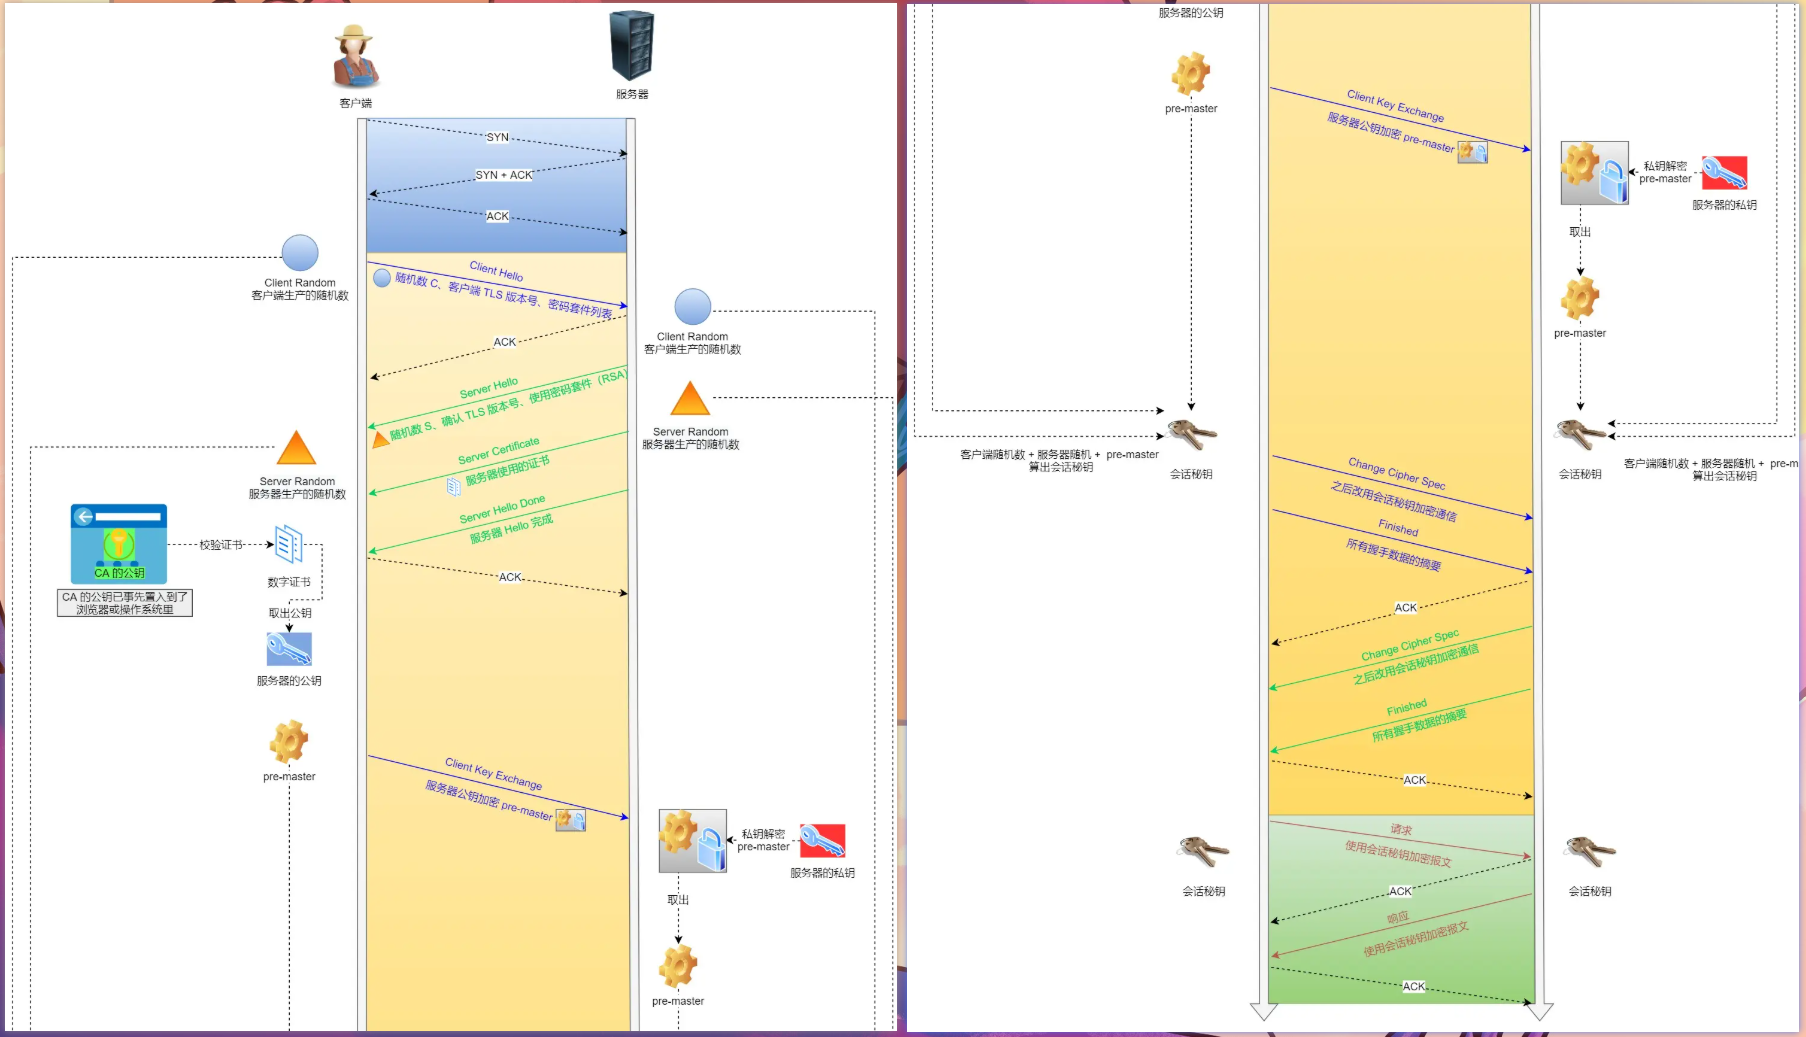 客户端
服务器
SYN
SYN + ACK
ACK
Client Random
客户端生产的随机数
Client Hello
随机数 C、客户端 TLS 版本号、密码套件列表
Client Random
客户端生产的随机数
ACK
Server Hello
随机数 S、确认 TLS 版本号、使用密码套件（RSA）
Server Random
服务器生产的随机数
Server Random
服务器生产的随机数
Server Certificate
服务器使用的证书
Server Hello Done
服务器 Hello 完成
CA 的公钥
校验证书
CA 的公钥已事先置入到了
浏览器或操作系统里
数字证书
取出公钥
ACK
服务器的公钥
pre-master
Client Key Exchange
服务器公钥加密 pre-master
私钥解密
pre-master
服务器的私钥
取出
pre-master
服务器的公钥
pre-master
Client Key Exchange
服务器公钥加密 pre-master
私钥解密
pre-master
服务器的私钥
取出
pre-master
客户端随机数 + 服务器随机 + pre-master
算出会话秘钥
会话秘钥
会话秘钥
客户端随机数 + 服务器随机 + pre-m
算出会话秘钥
Change Cipher Spec
之后改用会话秘钥加密通信
Finished
所有握手数据的摘要
ACK
Change Cipher Spec
之后改用会话秘钥加密通信
Finished
所有握手数据的摘要
ACK
请求
使用会话秘钥加密报文
会话秘钥
会话秘钥
ACK
响应
使用会话秘钥加密报文
ACK